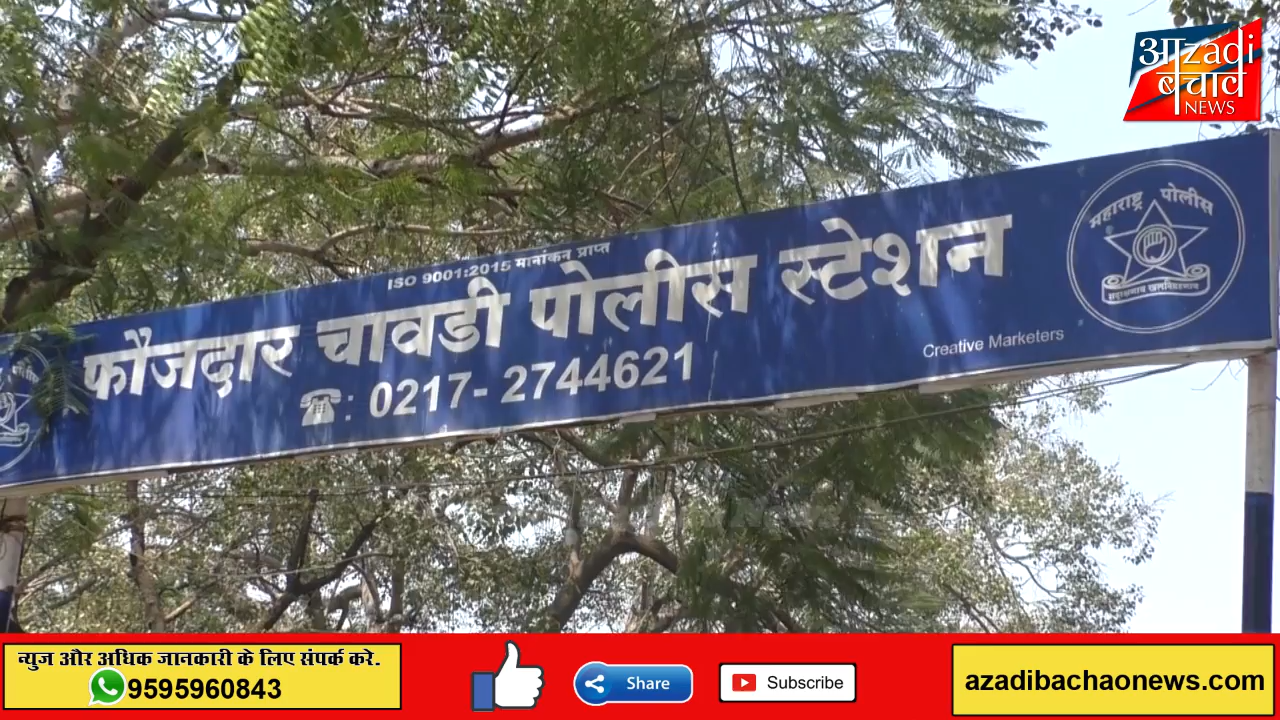 आzadi
बचाव
NEWS
महाराष्ट्र पोलीस
ISO 9001:2015 मानांकन प्राप्त
फौजदार चावडी पोलीस स्टेशन
☎: 0217- 2744621
Creative Marketers
न्युज और अधिक जानकारी के लिए संपर्क करे.
9595960843
Share
Subscribe
azadibachaonews.com